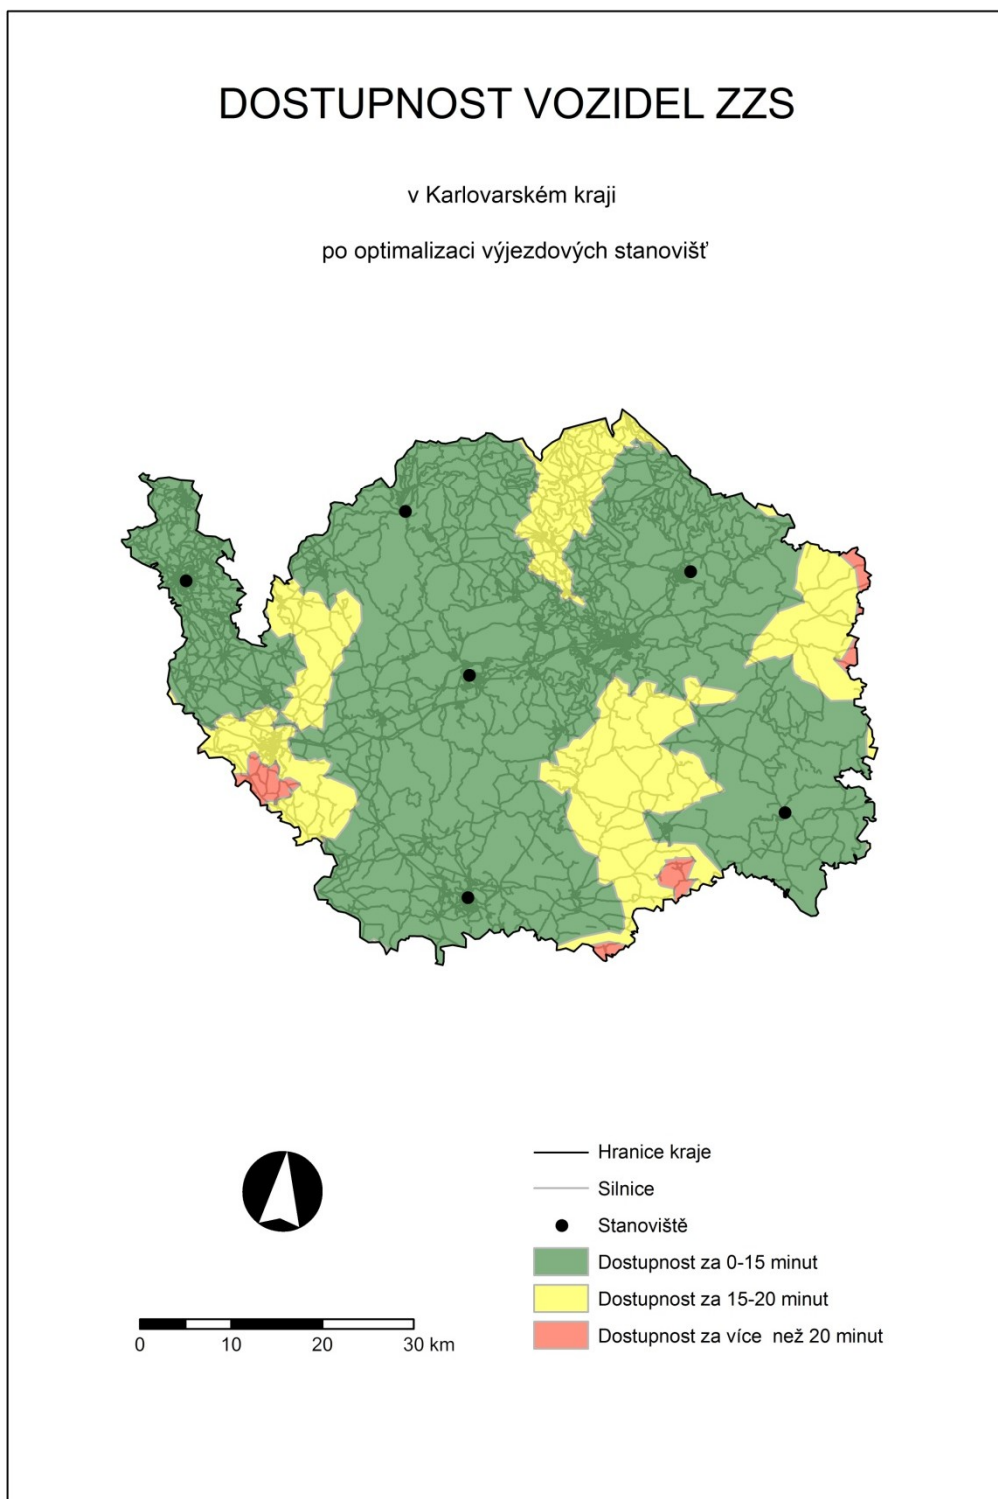 DOSTUPNOST VOZIDEL ZZS
v Karlovarském kraji
po optimalizaci výjezdových stanovišť
Hranice kraje
Silnice
Stanoviště
Dostupnost za 0-15 minut
Dostupnost za 15-20 minut
Dostupnost za více než 20 minut
0 10 20 30 km